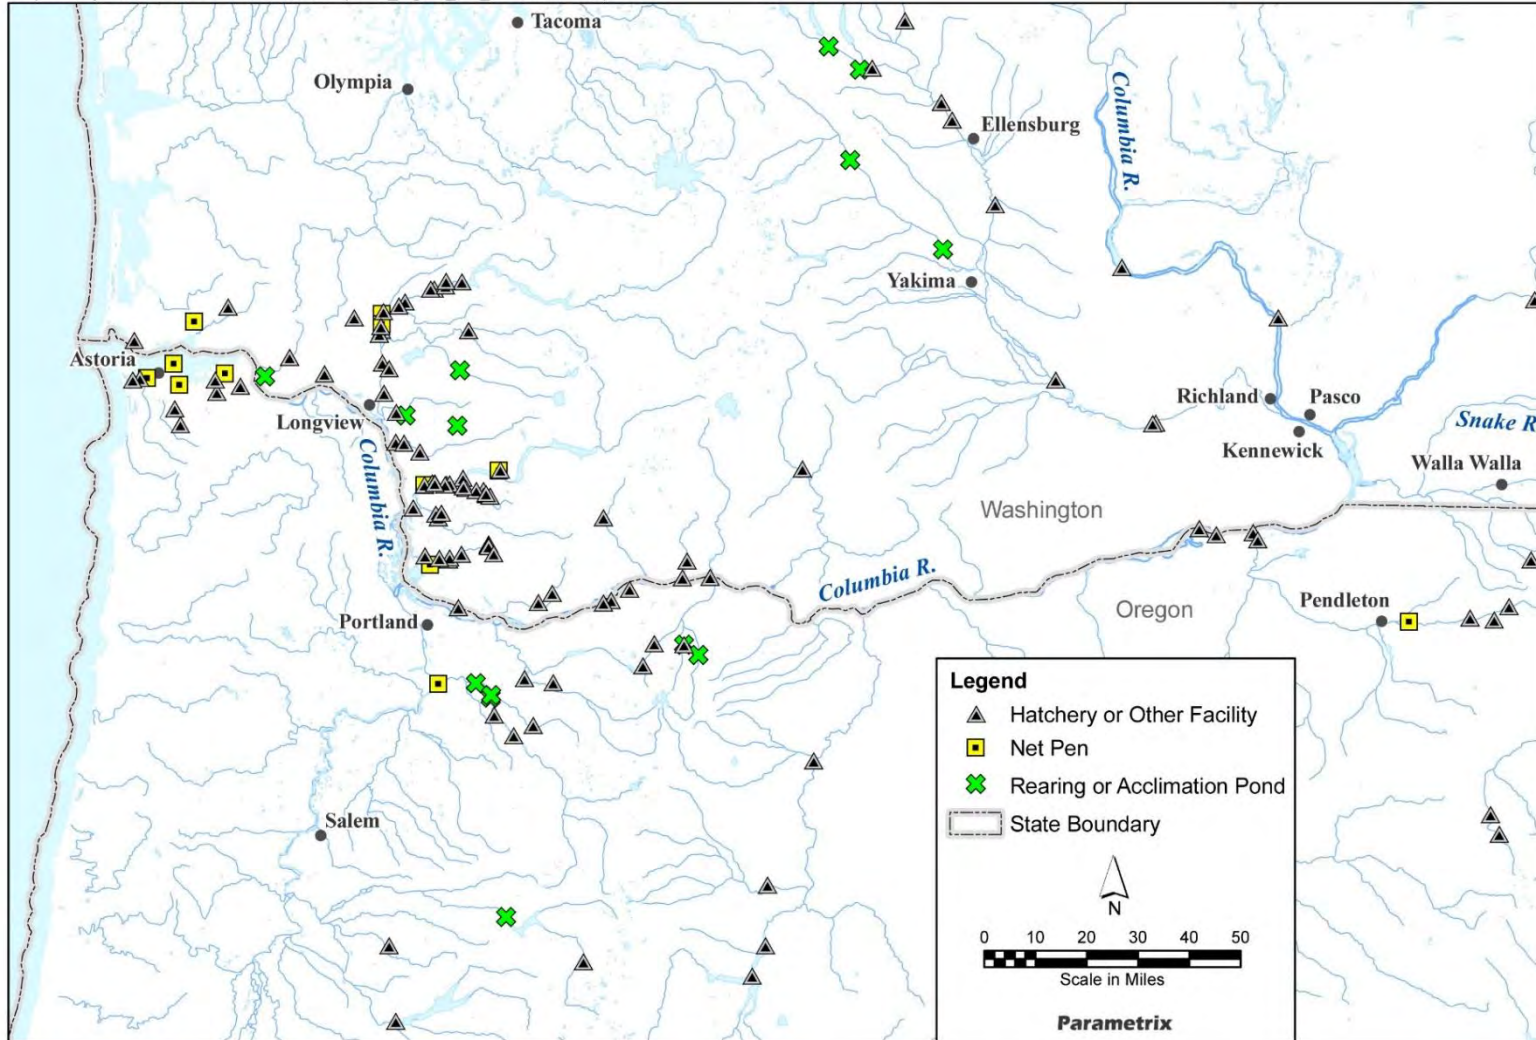 Tacoma
Olympia
Ellensburg
Columbia R.
Yakima
Astoria
Longview
Richland
Pasco
Kennewick
Snake R
Walla Walla
Columbia R.
Washington
Columbia R.
Oregon
Portland
Pendleton
Salem
Legend
Hatchery or Other Facility
Net Pen
Rearing or Acclimation Pond
State Boundary
N
0 10 20 30 40 50
Scale in Miles
Parametrix